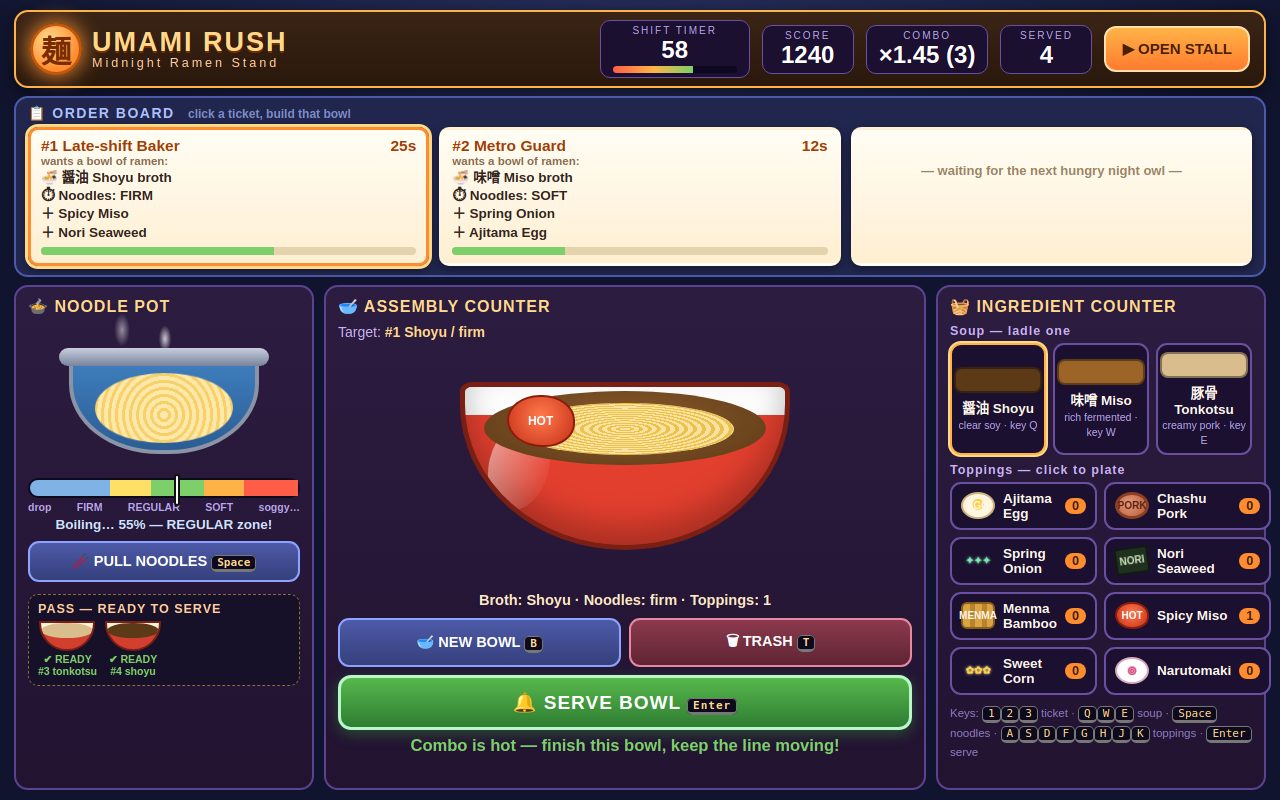 麺
UMAMI RUSH
Midnight Ramen Stand
SHIFT TIMER
58
SCORE
1240
COMBO
×1.45 (3)
SERVED
4
▶ OPEN STALL
📋 ORDER BOARD click a ticket, build that bowl
#1 Late-shift Baker 25s
wants a bowl of ramen:
🍜 醤油 Shoyu broth
⏱ Noodles: FIRM
＋ Spicy Miso
＋ Nori Seaweed
#2 Metro Guard 12s
wants a bowl of ramen:
🍜 味噌 Miso broth
⏱ Noodles: SOFT
＋ Spring Onion
＋ Ajitama Egg
— waiting for the next hungry night owl —
🍲 NOODLE POT
drop FIRM REGULAR SOFT soggy…
Boiling… 55% — REGULAR zone!
🥢 PULL NOODLES Space
PASS — READY TO SERVE
✔ READY
#3 tonkotsu
✔ READY
#4 shoyu
🥣 ASSEMBLY COUNTER
Target: #1 Shoyu / firm
HOT
Broth: Shoyu · Noodles: firm · Toppings: 1
🥣 NEW BOWL B
🗑 TRASH T
🔔 SERVE BOWL Enter
Combo is hot — finish this bowl, keep the line moving!
🧺 INGREDIENT COUNTER
Soup — ladle one
醤油 Shoyu
clear soy · key Q
味噌 Miso
rich fermented ·
key W
豚骨
Tonkotsu
creamy pork · key
E
Toppings — click to plate
Ajitama
Egg
0
PORK
Chashu
Pork
0
✦✦✦
Spring
Onion
0
NORI
Nori
Seaweed
0
MENMA
Menma
Bamboo
0
HOT
Spicy Miso
1
✿✿✿
Sweet
Corn
0
Narutomaki
0
Keys: 1 2 3 ticket · Q W E soup · Space
noodles · A S D F G H J K toppings · Enter
serve